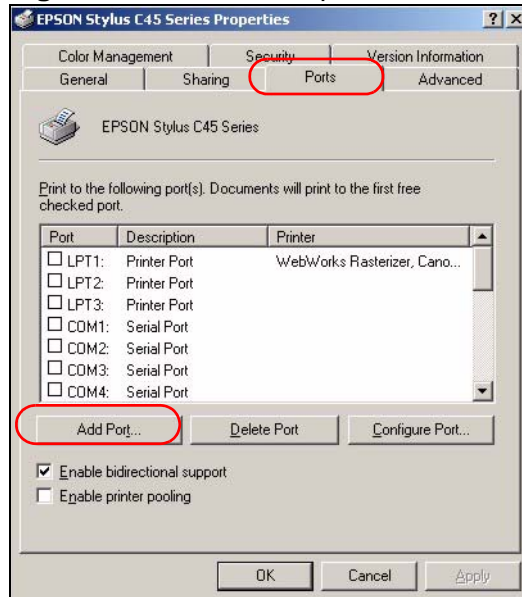 EPSON Stylus C45 Series Properties
Color Management Security Version Information
General Sharing Ports Advanced
EPSON Stylus C45 Series
Print to the following port(s). Documents will print to the first free
checked port.
Port Description Printer
LPT1: Printer Port WebWorks Rasterizer, Cano...
LPT2: Printer Port
LPT3: Printer Port
COM1: Serial Port
COM2: Serial Port
COM3: Serial Port
COM4: Serial Port
Add Port... Delete Port Configure Port...
Enable bidirectional support
Enable printer pooling
OK Cancel Apply